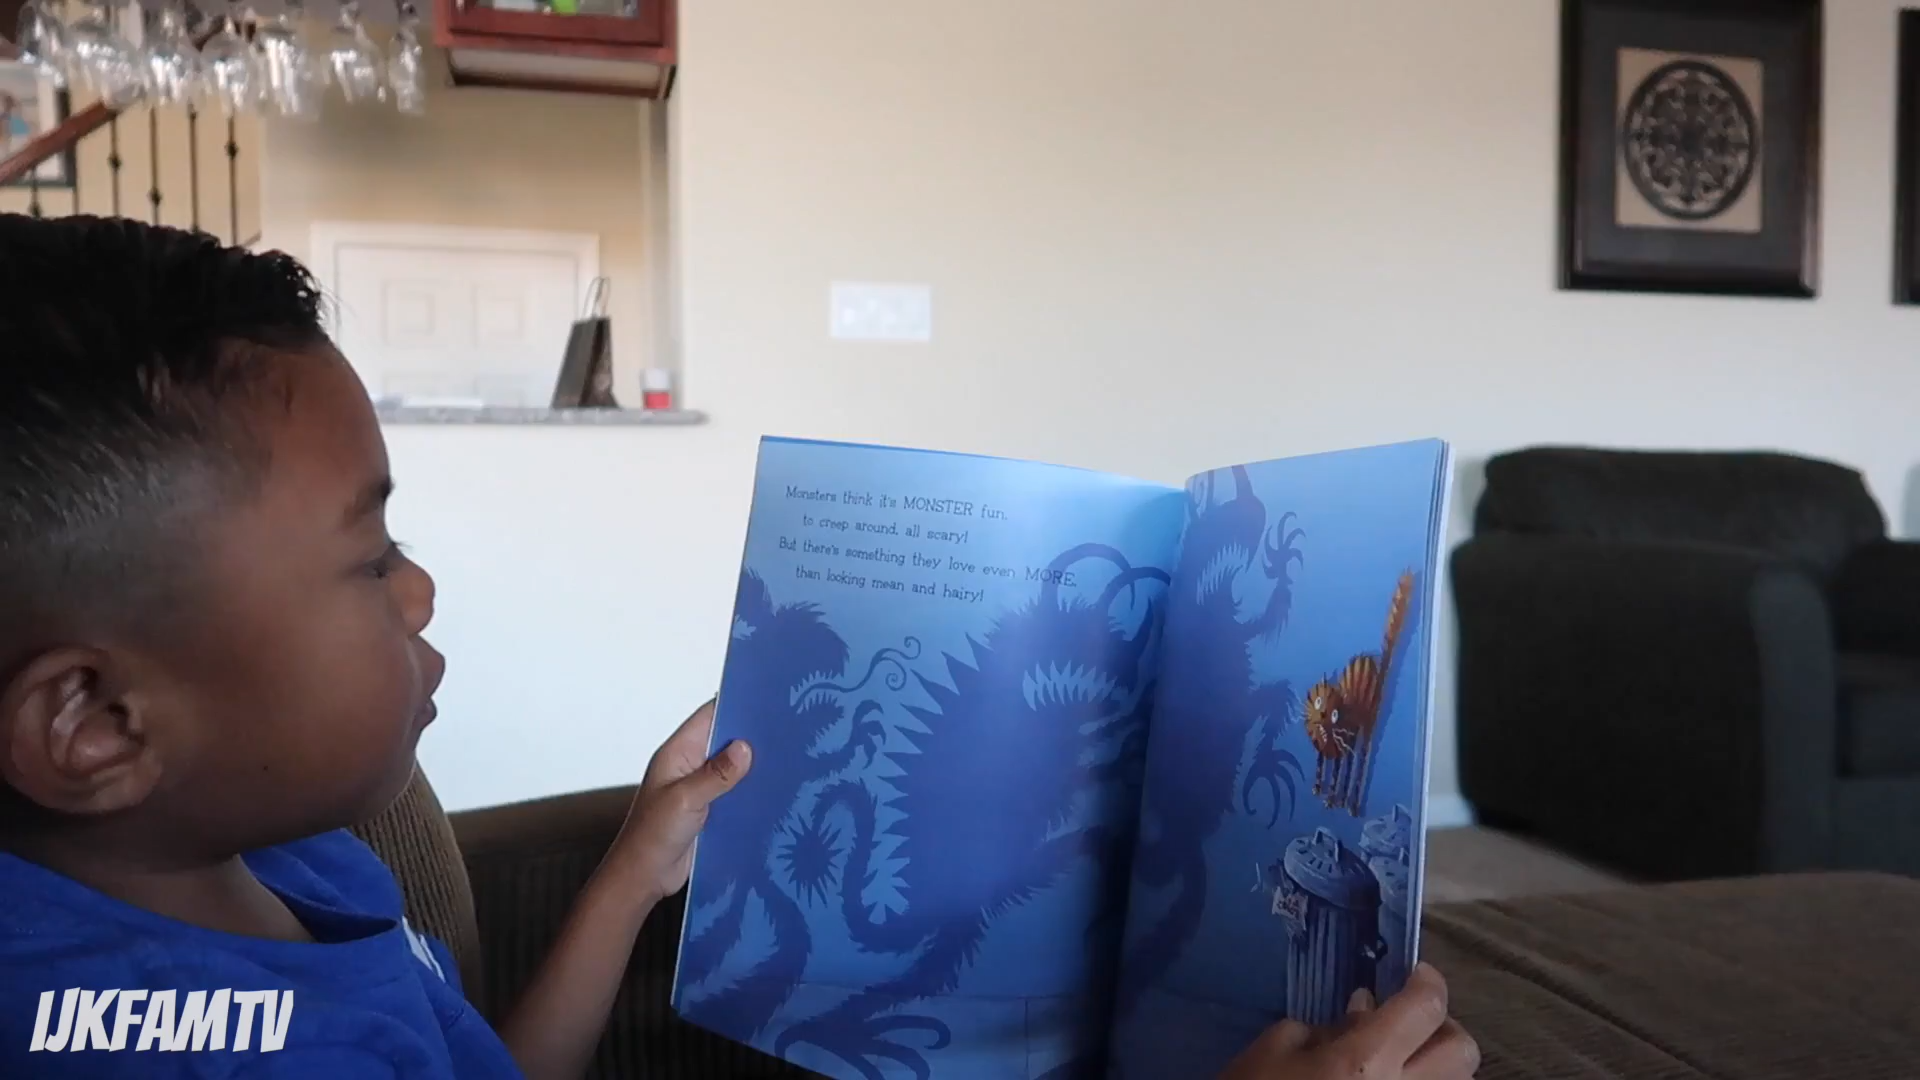 Monsters think it's MONSTER fun,
to creep around, all scary!
But there's something they love even MORE,
than looking mean and hairy!
IJKFAMTV